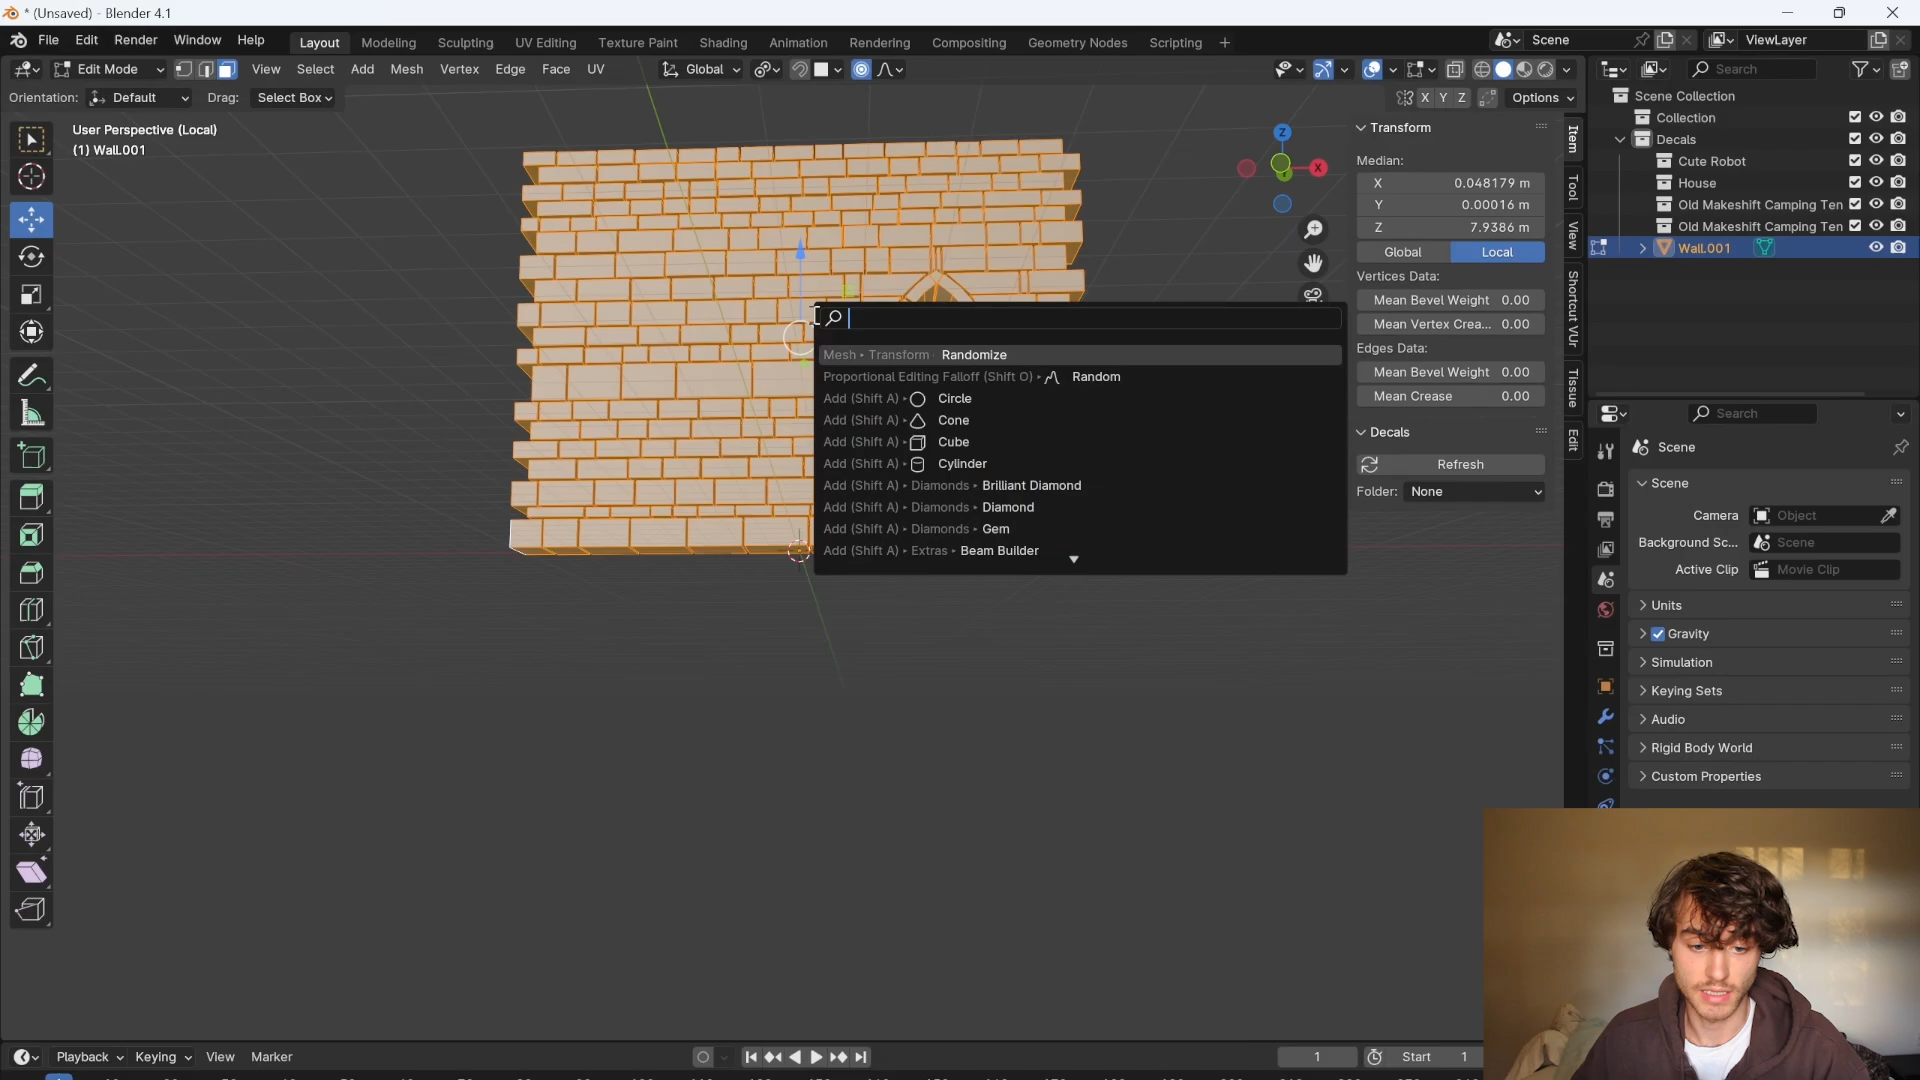 * (Unsaved) - Blender 4.1
File Edit Render Window Help
Layout Modeling Sculpting UV Editing Texture Paint Shading Animation Rendering Compositing Geometry Nodes Scripting +
Scene
ViewLayer
Edit Mode View Select Add Mesh Vertex Edge Face UV
Global
Search
Orientation: Default Drag: Select Box
X Y Z Options
User Perspective (Local)
(1) Wall.001
Z
X
Y
Transform
Median:
X 0.048179 m
Y 0.00016 m
Z 7.9386 m
Global Local
Vertices Data:
Mean Bevel Weight 0.00
Mean Vertex Crea... 0.00
Edges Data:
Mean Bevel Weight 0.00
Mean Crease 0.00
Decals
Refresh
Folder: None
Item
Tool
View
Shortcut VUr
Tissue
Edit
Mesh Transform Randomize
Proportional Editing Falloff (Shift O) Random
Add (Shift A) Circle
Add (Shift A) Cone
Add (Shift A) Cube
Add (Shift A) Cylinder
Add (Shift A) Diamonds Brilliant Diamond
Add (Shift A) Diamonds Diamond
Add (Shift A) Diamonds Gem
Add (Shift A) Extras Beam Builder
Scene Collection
Collection
Decals
Cute Robot
House
Old Makeshift Camping Ten
Old Makeshift Camping Ten
Wall.001
Search
Scene
Scene
Camera Object
Background Sc... Scene
Active Clip Movie Clip
Units
Gravity
Simulation
Keying Sets
Audio
Rigid Body World
Custom Properties
Playback Keying View Marker
1
Start 1